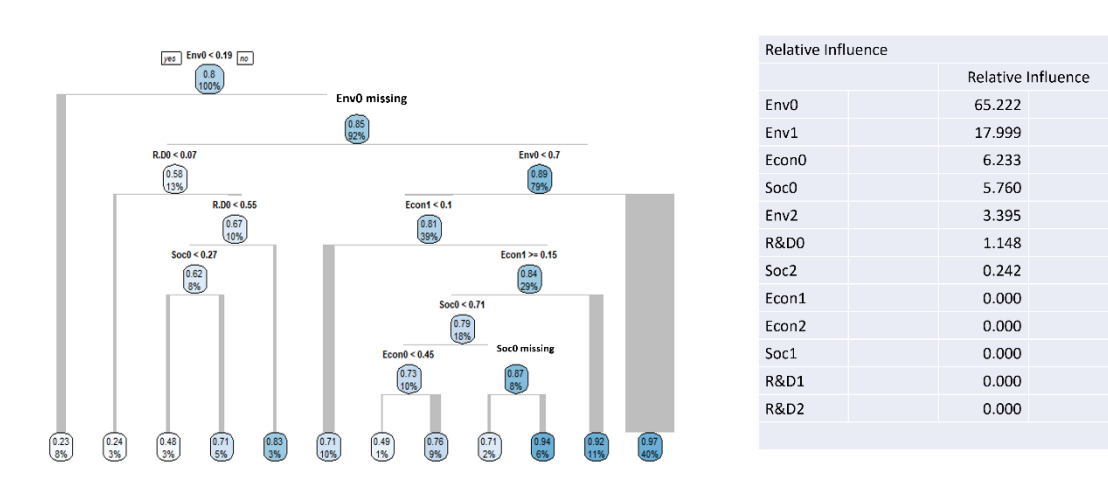 yes Env0 < 0.19 no
0.8
100%
Env0 missing
0.85
92%
R.D0 < 0.07
Env0 < 0.7
0.58
13%
0.89
79%
R.D0 < 0.55
Econ1 < 0.1
0.67
10%
0.81
39%
Soc0 < 0.27
Econ1 >= 0.15
0.62
8%
0.84
29%
Soc0 < 0.71
0.79
18%
Econ0 < 0.45
Soc0 missing
0.73
10%
0.87
8%
0.23 0.24 0.48 0.71 0.83 0.71 0.49 0.76 0.71 0.94 0.92 0.97
8% 3% 3% 5% 3% 10% 1% 9% 2% 6% 11% 40%
Relative Influence
Relative Influence
Env0 65.222
Env1 17.999
Econ0 6.233
Soc0 5.760
Env2 3.395
R&D0 1.148
Soc2 0.242
Econ1 0.000
Econ2 0.000
Soc1 0.000
R&D1 0.000
R&D2 0.000